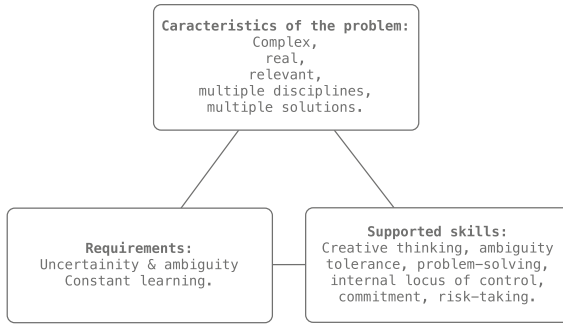 Caracteristics of the problem:
Complex,
real,
relevant,
multiple disciplines,
multiple solutions.
Requirements:
Uncertainity & ambiguity
Constant learning.
Supported skills:
Creative thinking, ambiguity
tolerance, problem-solving,
internal locus of control,
commitment, risk-taking.